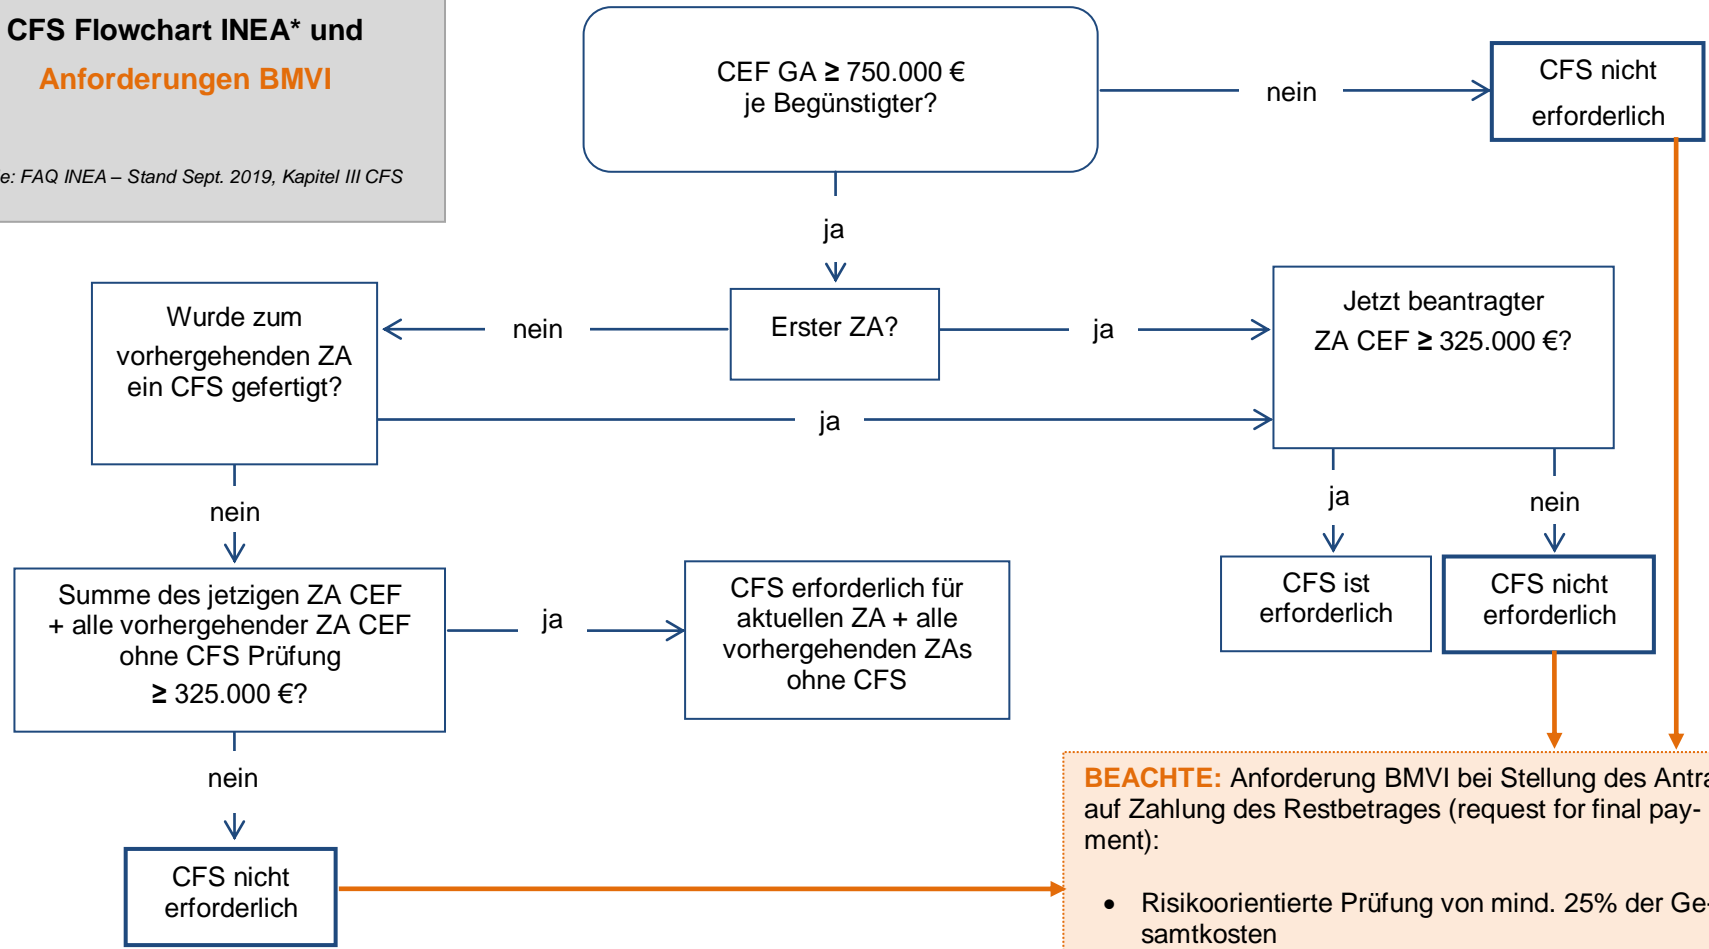 CFS Flowchart INEA* und
Anforderungen BMVI
e: FAQ INEA – Stand Sept. 2019, Kapitel III CFS
CEF GA ≥ 750.000 €
je Begünstigter?
nein
CFS nicht
erforderlich
ja
Wurde zum
vorhergehenden ZA
ein CFS gefertigt?
nein
Erster ZA?
ja
Jetzt beantragter
ZA CEF ≥ 325.000 €?
ja
nein
ja
nein
Summe des jetzigen ZA CEF
+ alle vorhergehender ZA CEF
ohne CFS Prüfung
≥ 325.000 €?
ja
CFS erforderlich für
aktuellen ZA + alle
vorhergehenden ZAs
ohne CFS
CFS ist
erforderlich
CFS nicht
erforderlich
nein
CFS nicht
erforderlich
BEACHTE: Anforderung BMVI bei Stellung des Antra
auf Zahlung des Restbetrages (request for final pay-
ment):
• Risikoorientierte Prüfung von mind. 25% der Ge-
samtkosten